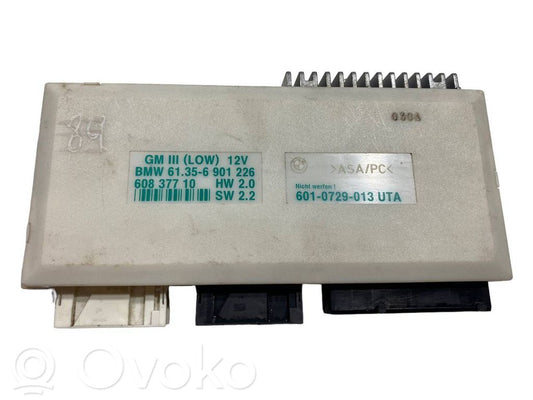 0304
89
GM III (LOW) 12V
BMW 61.35-6 901 226
608 377 10 HW 2.0
SW 2.2
>ASA/PC<
Nicht werfen !
601-0729-013 UTA
Ovoko